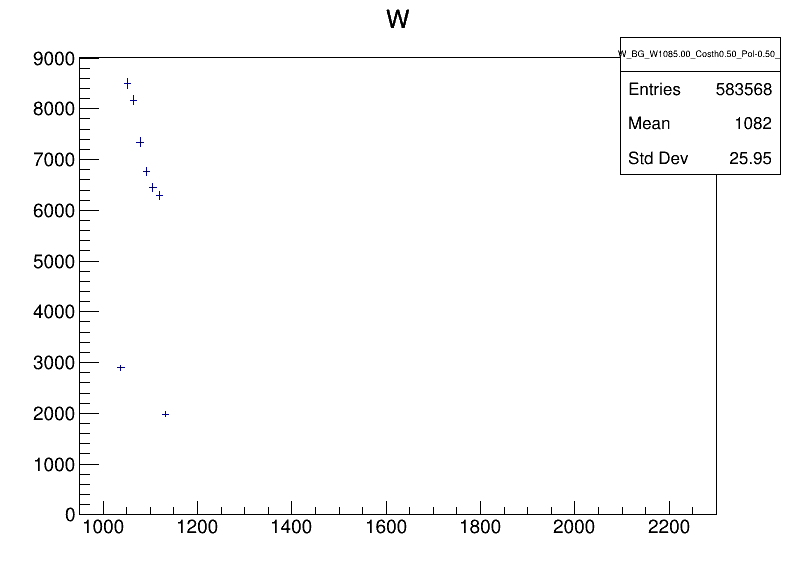 W
W_BG_W1085.00_Costh0.50_Pol-0.50_
Entries 583568
Mean 1082
Std Dev 25.95
9000
8000
7000
6000
5000
4000
3000
2000
1000
0
1000 1200 1400 1600 1800 2000 2200